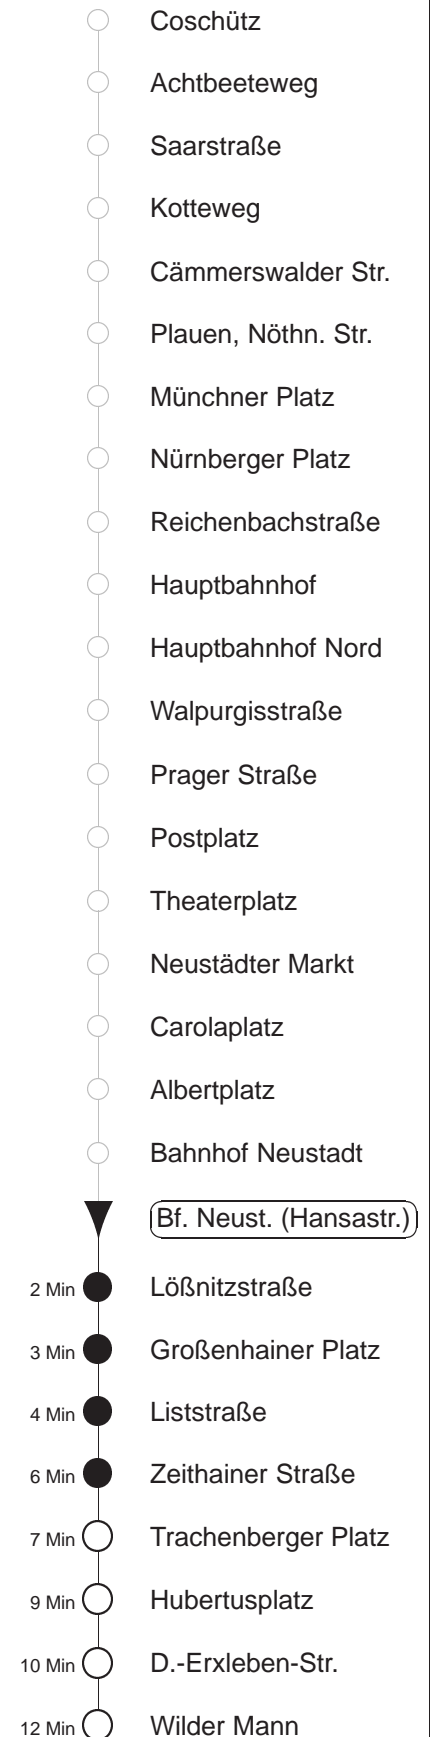 Coschütz
Achtbeeteweg
Saarstraße
Kotteweg
Cämmerswalder Str.
Plauen, Nöthn. Str.
Münchner Platz
Nürnberger Platz
Reichenbachstraße
Hauptbahnhof
Hauptbahnhof Nord
Walpurgisstraße
Prager Straße
Postplatz
Theaterplatz
Neustädter Markt
Carolaplatz
Albertplatz
Bahnhof Neustadt
Bf. Neust. (Hansastr.)
2 Min Lößnitzstraße
3 Min Großenhainer Platz
4 Min Liststraße
6 Min Zeithainer Straße
7 Min Trachenberger Platz
9 Min Hubertusplatz
10 Min D.-Erxleben-Str.
12 Min Wilder Mann